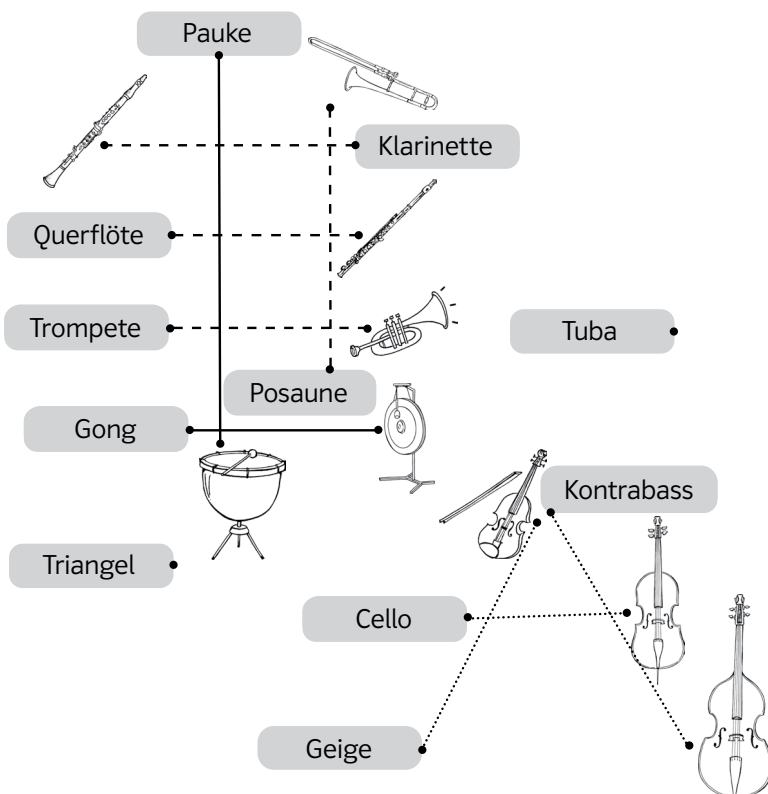 Pauke
Klarinette
Querflöte
Trompete
Tuba
Posaune
Gong
Kontrabass
Triangel
Cello
Geige